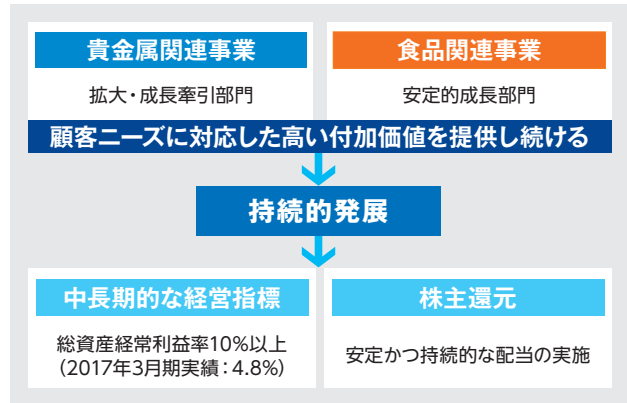 貴金属関連事業
食品関連事業
拡大・成長牽引部門
安定的成長部門
顧客ニーズに対応した高い付加価値を提供し続ける
持続的発展
中長期的な経営指標
株主還元
総資産経常利益率10%以上
(2017年3月期実績：4.8%)
安定かつ持続的な配当の実施